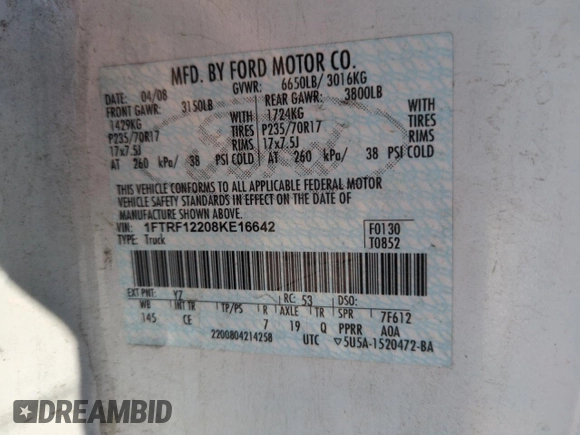 MFD. BY FORD MOTOR CO.
DATE: 04/08 GVWR: 6650LB/ 3016KG
FRONT GAWR: 3150LB REAR GAWR: 3800LB
1429KG WITH 1724KG WITH
P235/70R17 TIRES P235/70R17 TIRES
17x7.5J RIMS 17x7.5J RIMS
AT 260 kPa/ 38 PSI COLD AT 260 kPa/ 38 PSI COLD
THIS VEHICLE CONFORMS TO ALL APPLICABLE FEDERAL MOTOR
VEHICLE SAFETY STANDARDS IN EFFECT ON THE DATE OF
MANUFACTURE SHOWN ABOVE.
VIN: 1FTRF12208KE16642 F0130
TYPE: Truck T0852
EXT PNT: Y7 RC: 53 DSO:
WB INT TR TP/PS R AXLE TR SPR 7F612
145 CE 7 19 Q PPRR AOA
2200804214258 UTC ▽5U5A-1520472-BA
DREAMBID